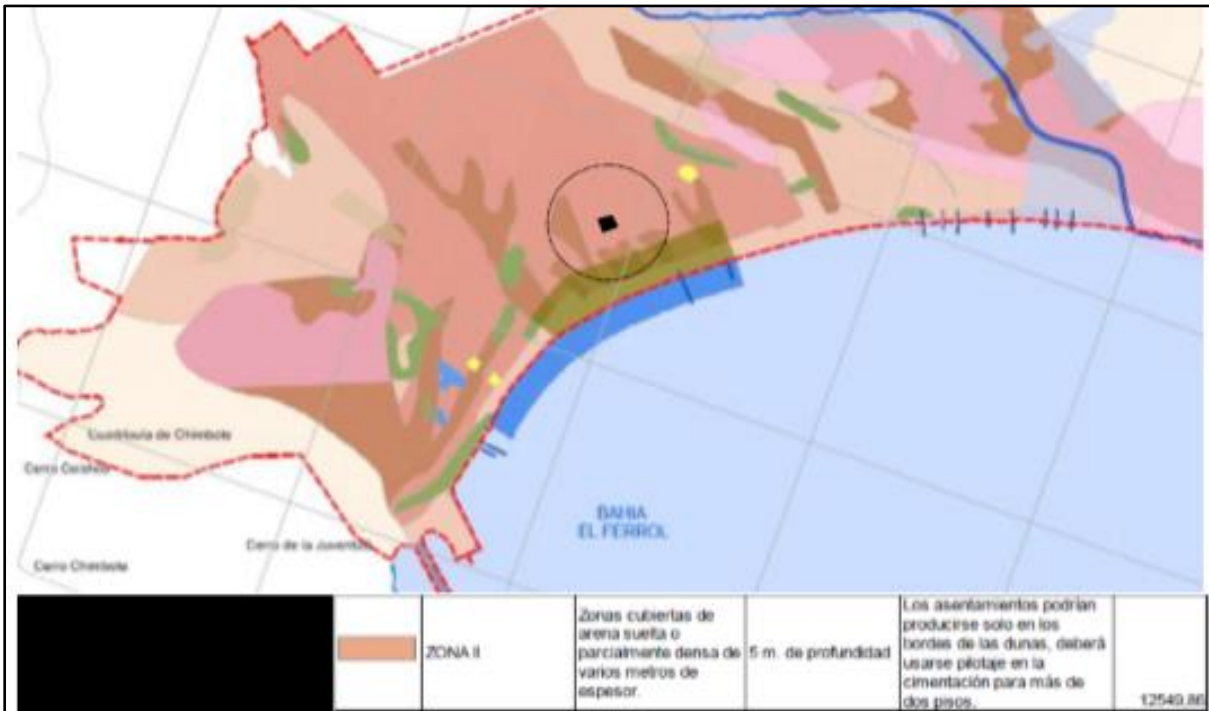 BAHIA
EL FERROL
Cerro de la Juventud
Cerro Chimbote
ZONA II
Zonas cubiertas de
arena suelta o
parcialmente densa de
varios metros de
espesor.
5 m. de profundidad
Los asentamientos podrían
producirse solo en los
bordes de las dunas, deberá
usarse pilotaje en la
cimentación para más de
dos pisos.
12549.86